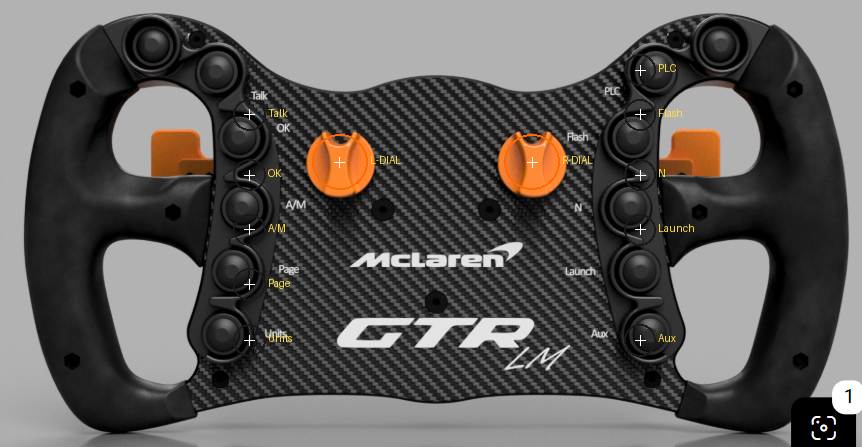 PLC
PLC
Talk
Talk
Flash
OK
Flash
L-DIAL
R-DIAL
OK
N
A/M
N
A/M
Launch
McLaren
Page
Launch
Page
GTR
Units
Aux
Units
Aux
LM
1